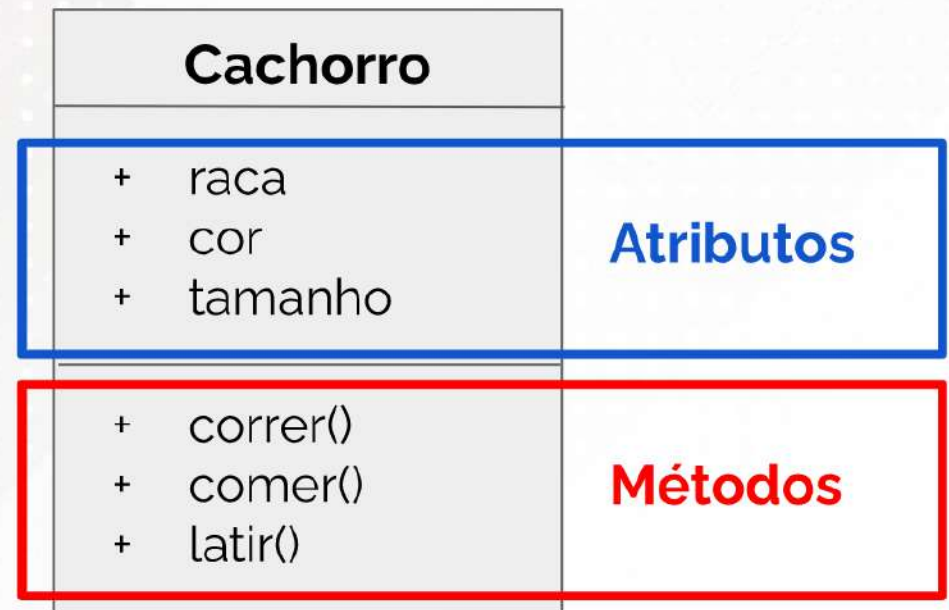 Cachorro
+ raca
+ cor
+ tamanho
Atributos
+ correr()
+ comer()
+ latir()
Métodos